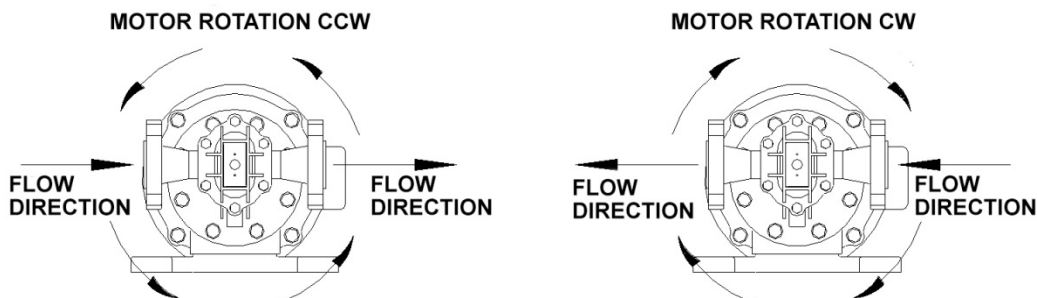 MOTOR ROTATION CCW
FLOW
DIRECTION
FLOW
DIRECTION
MOTOR ROTATION CW
FLOW
DIRECTION
FLOW
DIRECTION